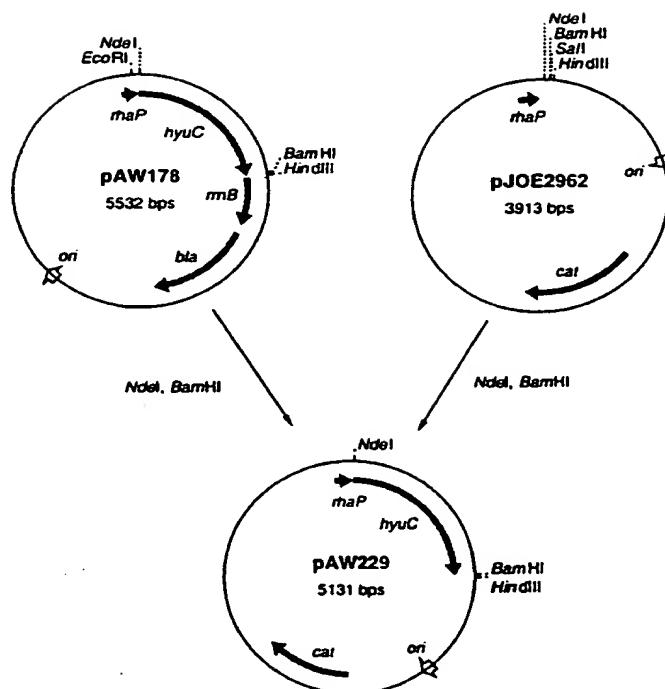 NdeI
EcoRI
rhaP
hyuC
BamHI
HindIII
pAW178
5532 bps
rrnB
bla
ori
NdeI
BamHI
SalI
HindIII
rhaP
ori
pJOE2962
3913 bps
cat
NdeI, BamHI
NdeI, BamHI
NdeI
rhaP
hyuC
pAW229
5131 bps
BamHI
HindIII
cat
ori